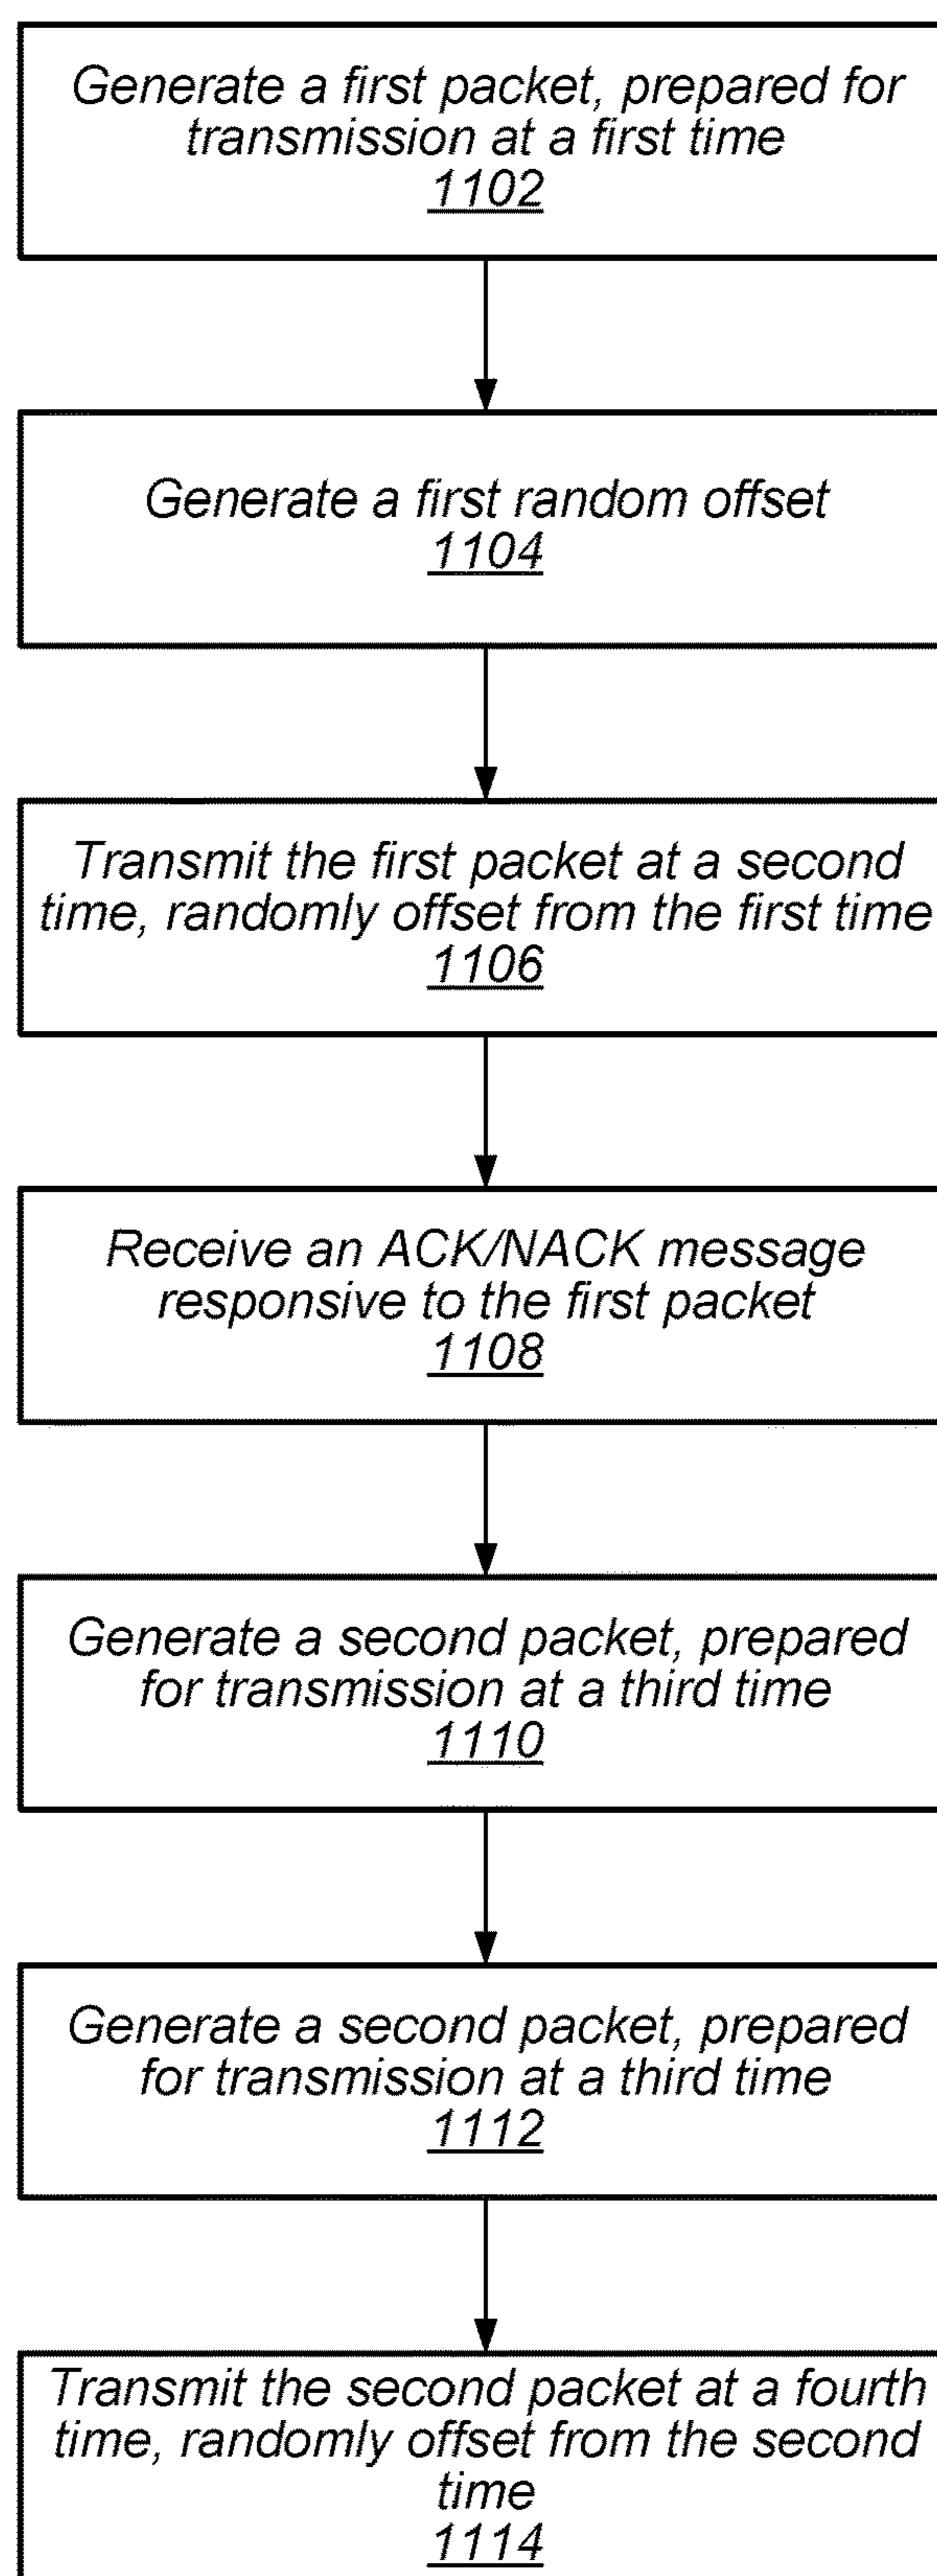 Generate a first packet, prepared for
transmission at a first time
1102
Generate a first random offset
1104
Transmit the first packet at a second
time, randomly offset from the first time
1106
Receive an ACK/NACK message
responsive to the first packet
1108
Generate a second packet, prepared
for transmission at a third time
1110
Generate a second packet, prepared
for transmission at a third time
1112
Transmit the second packet at a fourth
time, randomly offset from the second
time
1114